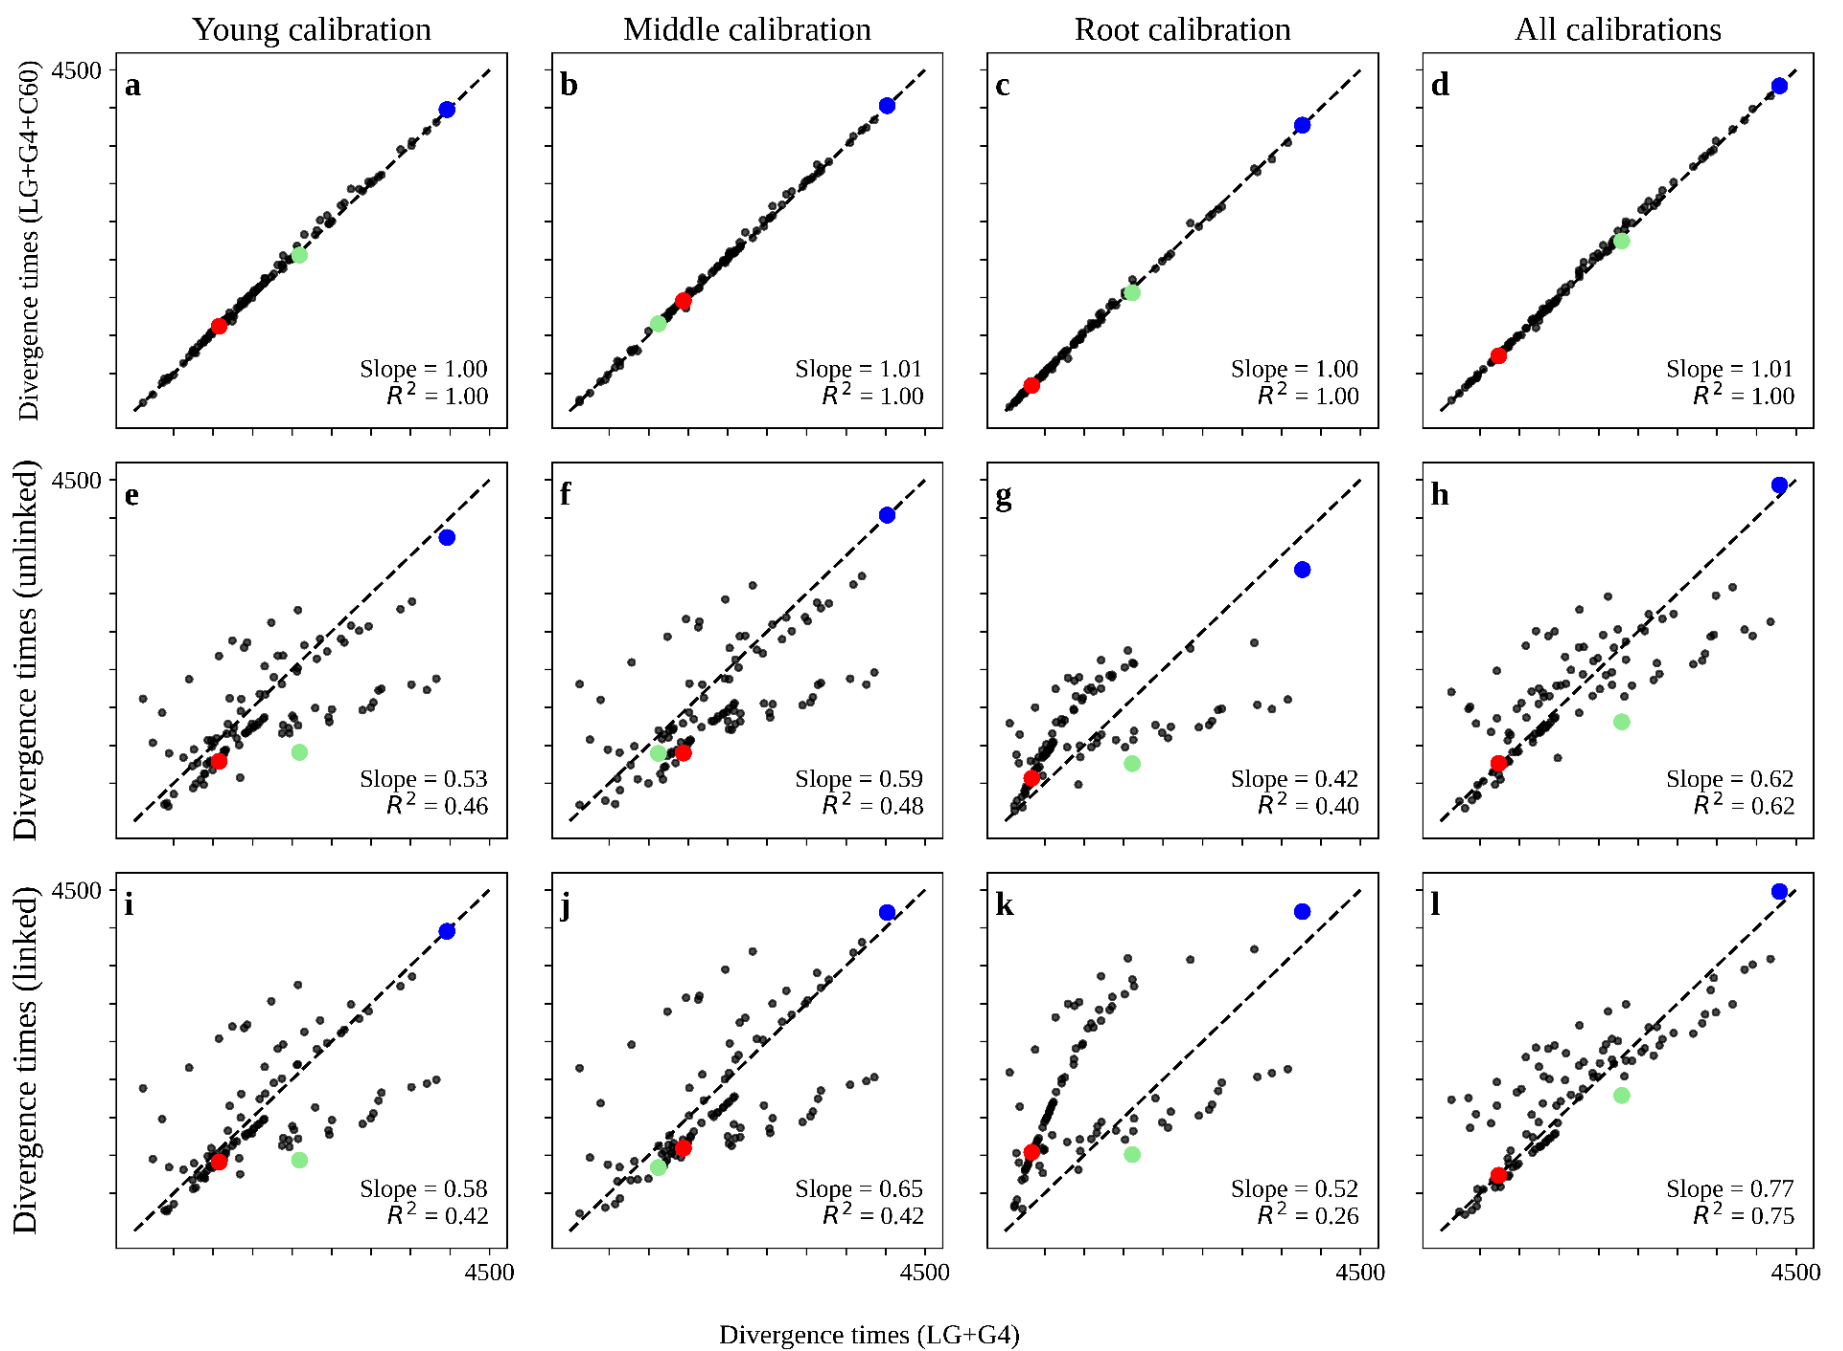 Young calibration
Middle calibration
Root calibration
All calibrations
Divergence times (LG+G4+C60)
4500
a
Slope = 1.00
R² = 1.00
b
Slope = 1.01
R² = 1.00
c
Slope = 1.00
R² = 1.00
d
Slope = 1.01
R² = 1.00
Divergence times (unlinked)
4500
e
Slope = 0.53
R² = 0.46
f
Slope = 0.59
R² = 0.48
g
Slope = 0.42
R² = 0.40
h
Slope = 0.62
R² = 0.62
Divergence times (linked)
4500
i
Slope = 0.58
R² = 0.42
j
Slope = 0.65
R² = 0.42
k
Slope = 0.52
R² = 0.26
l
Slope = 0.77
R² = 0.75
4500
4500
4500
4500
Divergence times (LG+G4)